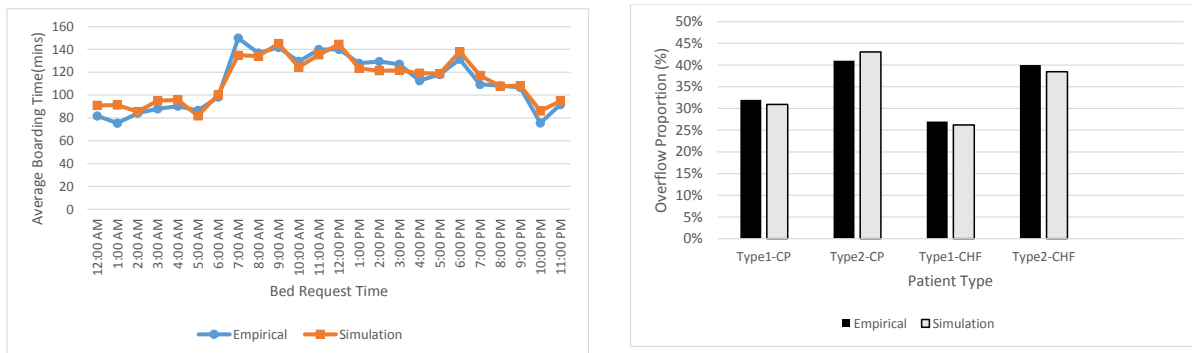 160
140
120
100
80
60
40
20
0
Average Boarding Time(mins)
12:00 AM
1:00 AM
2:00 AM
3:00 AM
4:00 AM
5:00 AM
6:00 AM
7:00 AM
8:00 AM
9:00 AM
10:00 AM
11:00 AM
12:00 PM
1:00 PM
2:00 PM
3:00 PM
4:00 PM
5:00 PM
6:00 PM
7:00 PM
8:00 PM
9:00 PM
10:00 PM
11:00 PM
Bed Request Time
Empirical Simulation
50%
45%
40%
35%
30%
25%
20%
15%
10%
5%
0%
Overflow Proportion (%)
Type1-CP Type2-CP Type1-CHF Type2-CHF
Patient Type
Empirical Simulation